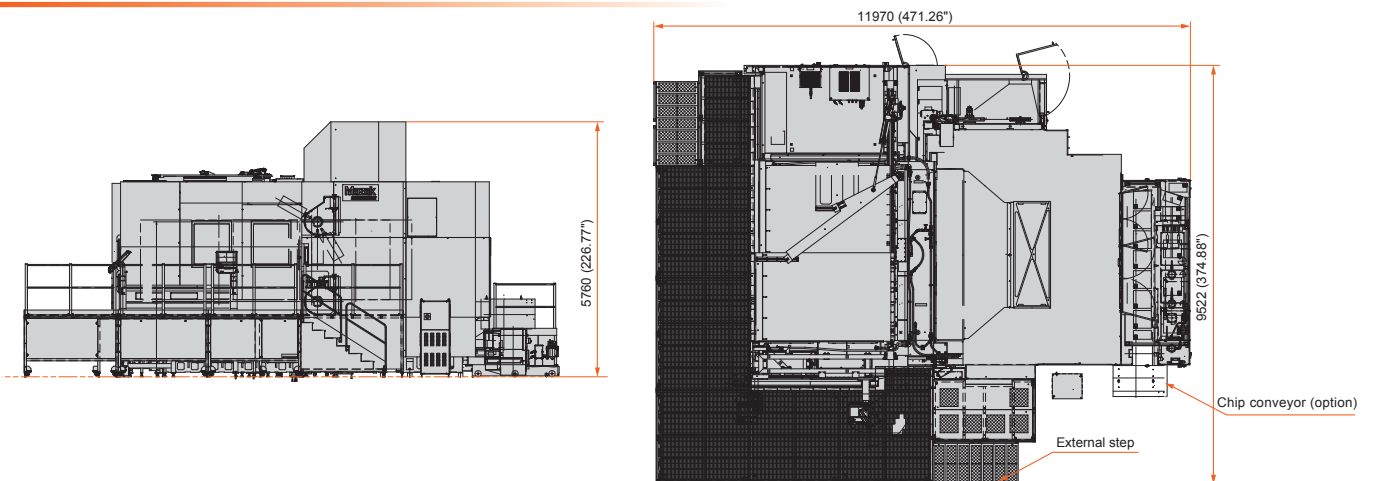 11970 (471.26")
Mazak
5760 (226.77")
9522 (374.88")
Chip conveyor (option)
External step